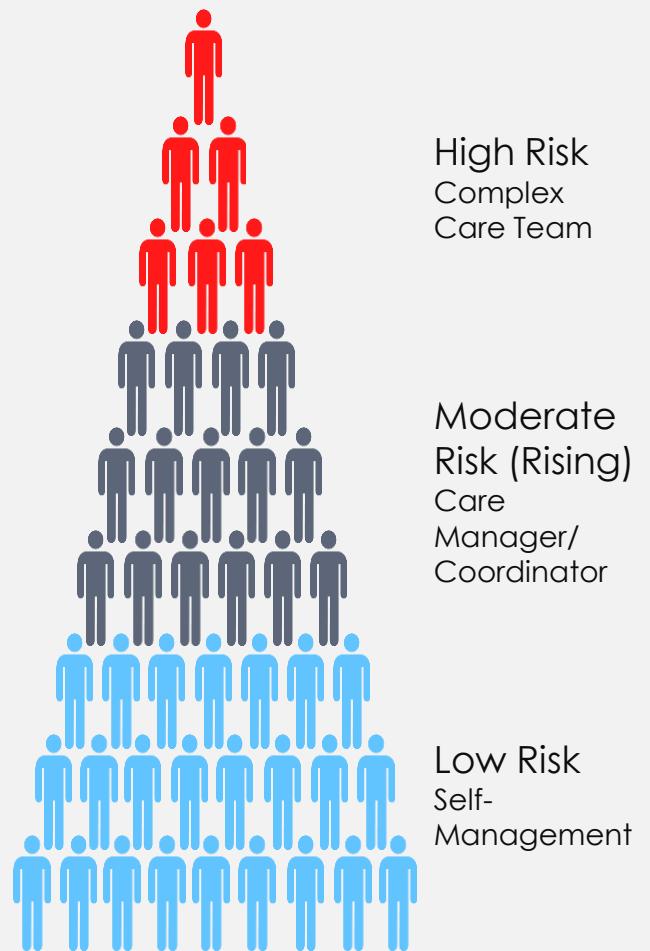 High Risk
Complex
Care Team
Moderate
Risk (Rising)
Care
Manager/
Coordinator
Low Risk
Self-
Management